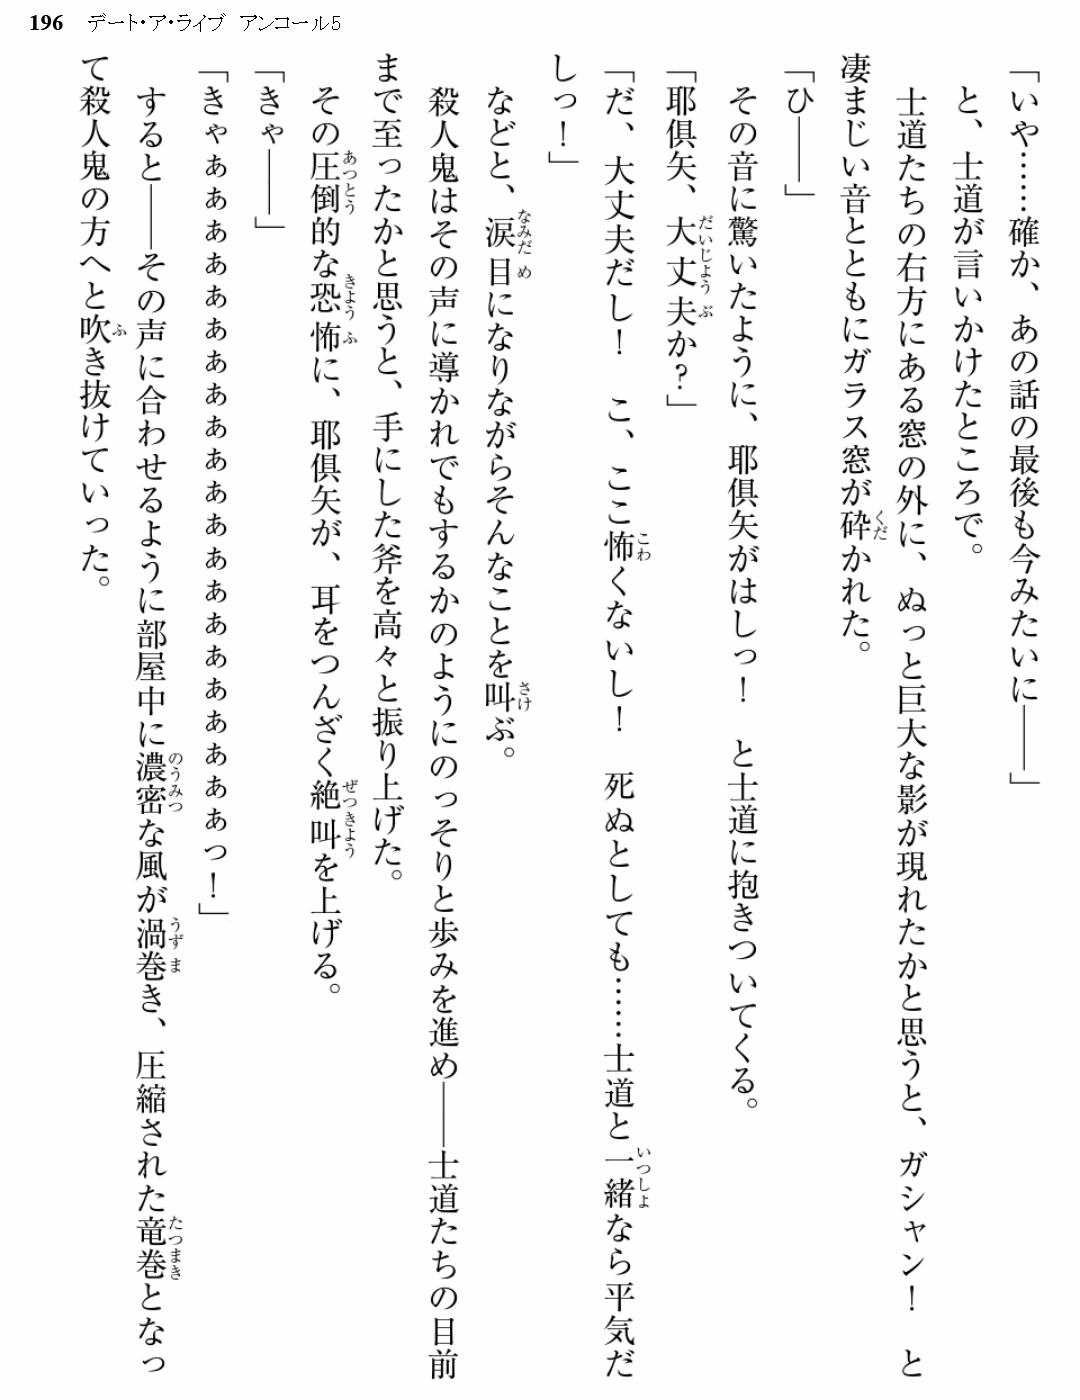 196 デート・ア・ライブ アンコール5
「いや……確か、あの話の最後も今みたいに――」
と、士道が言いかけたところで。
士道たちの右方にある窓の外に、ぬっと巨大な影が現れたかと思うと、ガシャン！ と
凄まじい音とともにガラス窓が砕かれた。
「ひ――」
その音に驚いたように、耶倶矢がはしっ！ と士道に抱きついてくる。
「耶倶矢、大丈夫か？」
「だ、大丈夫だし！ こ、ここ怖くないし！ 死ぬとしても……士道と一緒なら平気だ
しっ！」
などと、涙目になりながらそんなことを叫ぶ。
殺人鬼はその声に導かれでもするかのようにのっそりと歩みを進め――士道たちの目前
まで至ったかと思うと、手にした斧を高々と振り上げた。
その圧倒的な恐怖に、耶倶矢が、耳をつんざく絶叫を上げる。
「きゃ――」
「きゃぁぁぁぁぁぁぁぁぁぁぁぁぁぁぁぁぁぁぁぁぁっ！」
すると――その声に合わせるように部屋中に濃密な風が渦巻き、圧縮された竜巻となっ
て殺人鬼の方へと吹き抜けていった。